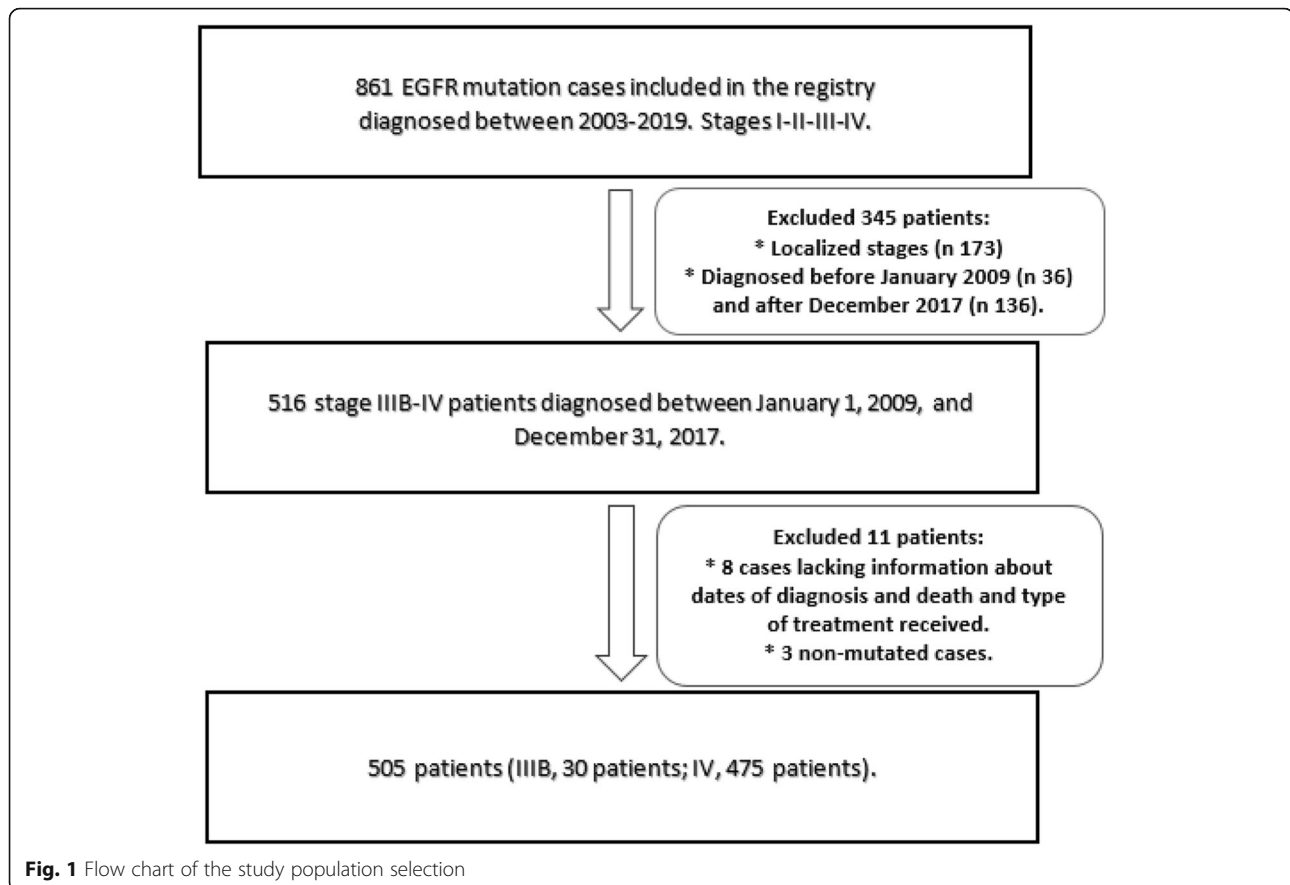 861 EGFR mutation cases included in the registry
diagnosed between 2003-2019. Stages I-II-III-IV.
Excluded 345 patients:
* Localized stages (n 173)
* Diagnosed before January 2009 (n 36)
and after December 2017 (n 136).
516 stage IIIB-IV patients diagnosed between January 1, 2009, and
December 31, 2017.
Excluded 11 patients:
* 8 cases lacking information about
dates of diagnosis and death and type
of treatment received.
* 3 non-mutated cases.
505 patients (IIIB, 30 patients; IV, 475 patients).
Fig. 1 Flow chart of the study population selection